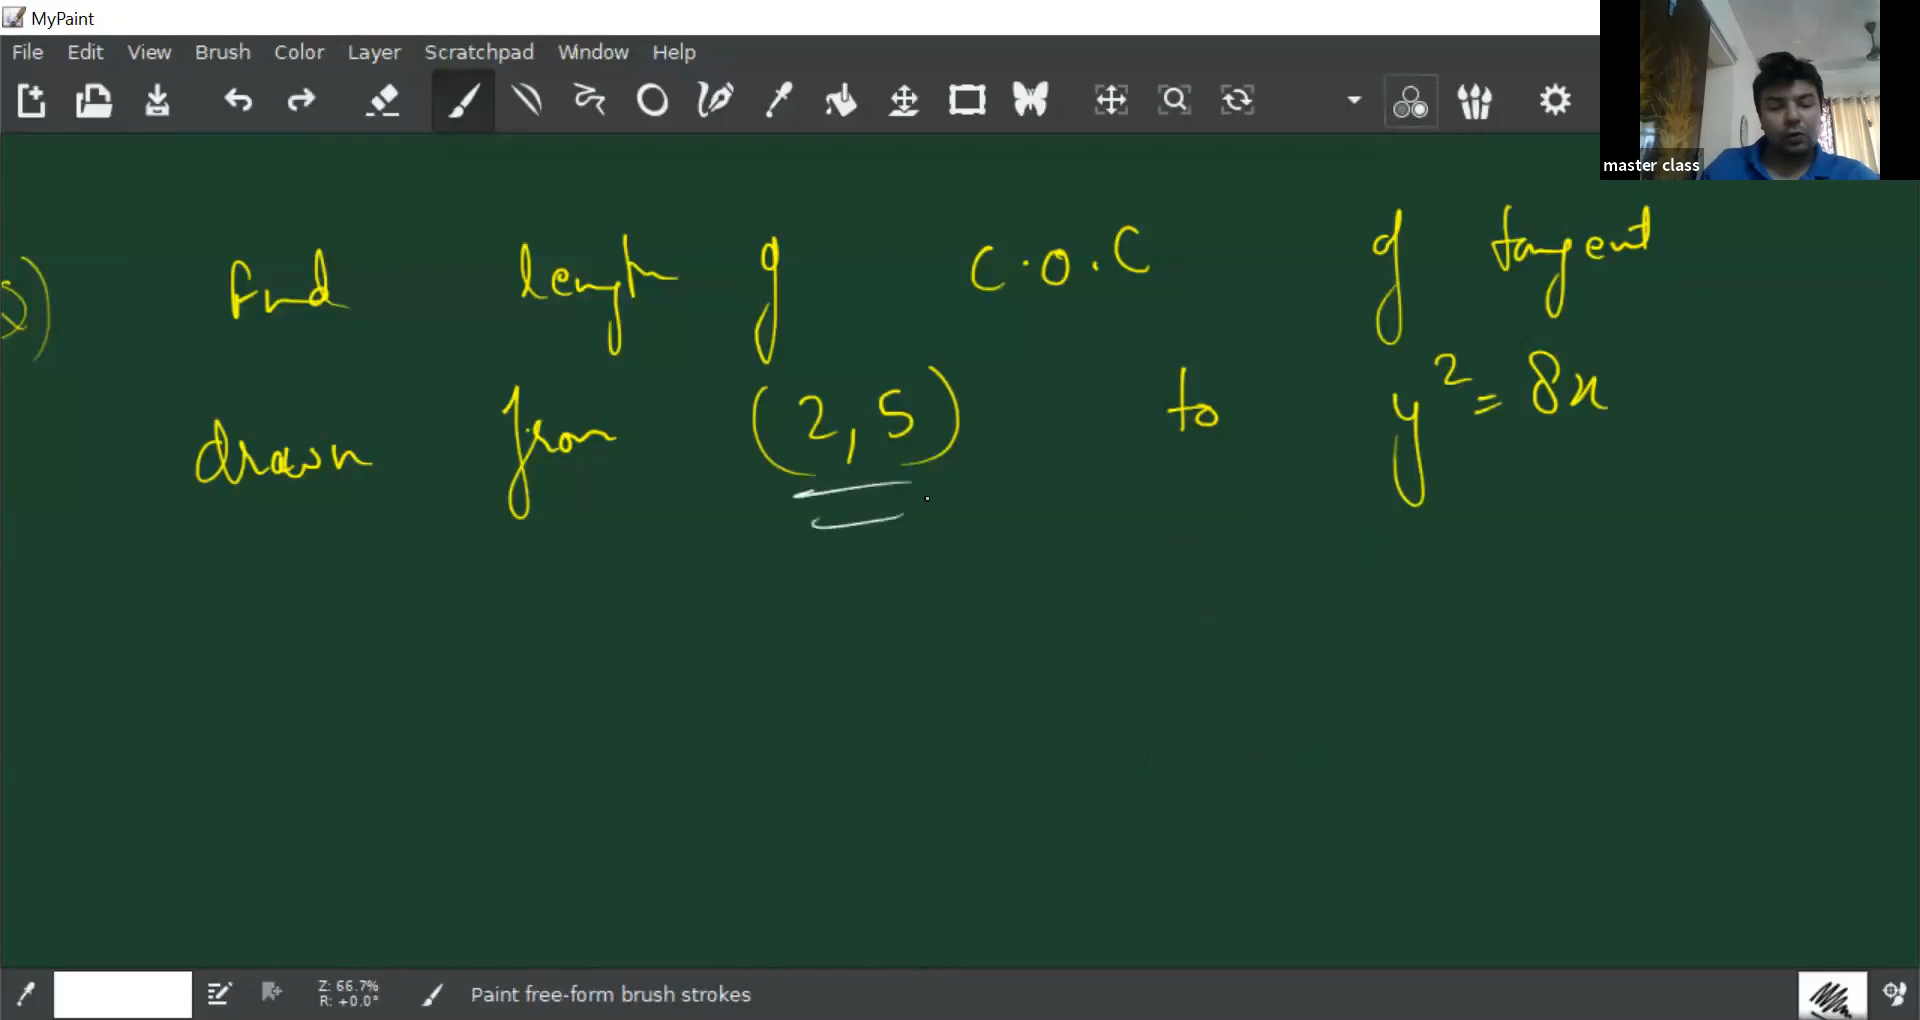 MyPaint
File Edit View Brush Color Layer Scratchpad Window Help
master class
Find length of C.O.C of tangent
drawn from (2,5) to y²=8x
Z: 66.7%
R: +0.0°
Paint free-form brush strokes